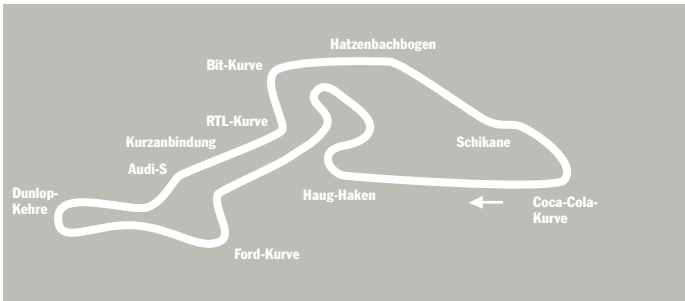 Hatzenbachbogen
Bit-Kurve
RTL-Kurve
Kurzanbindung
Schikane
Audi-S
Dunlop-
Kehre
Haug-Haken
Coca-Cola-
Kurve
Ford-Kurve